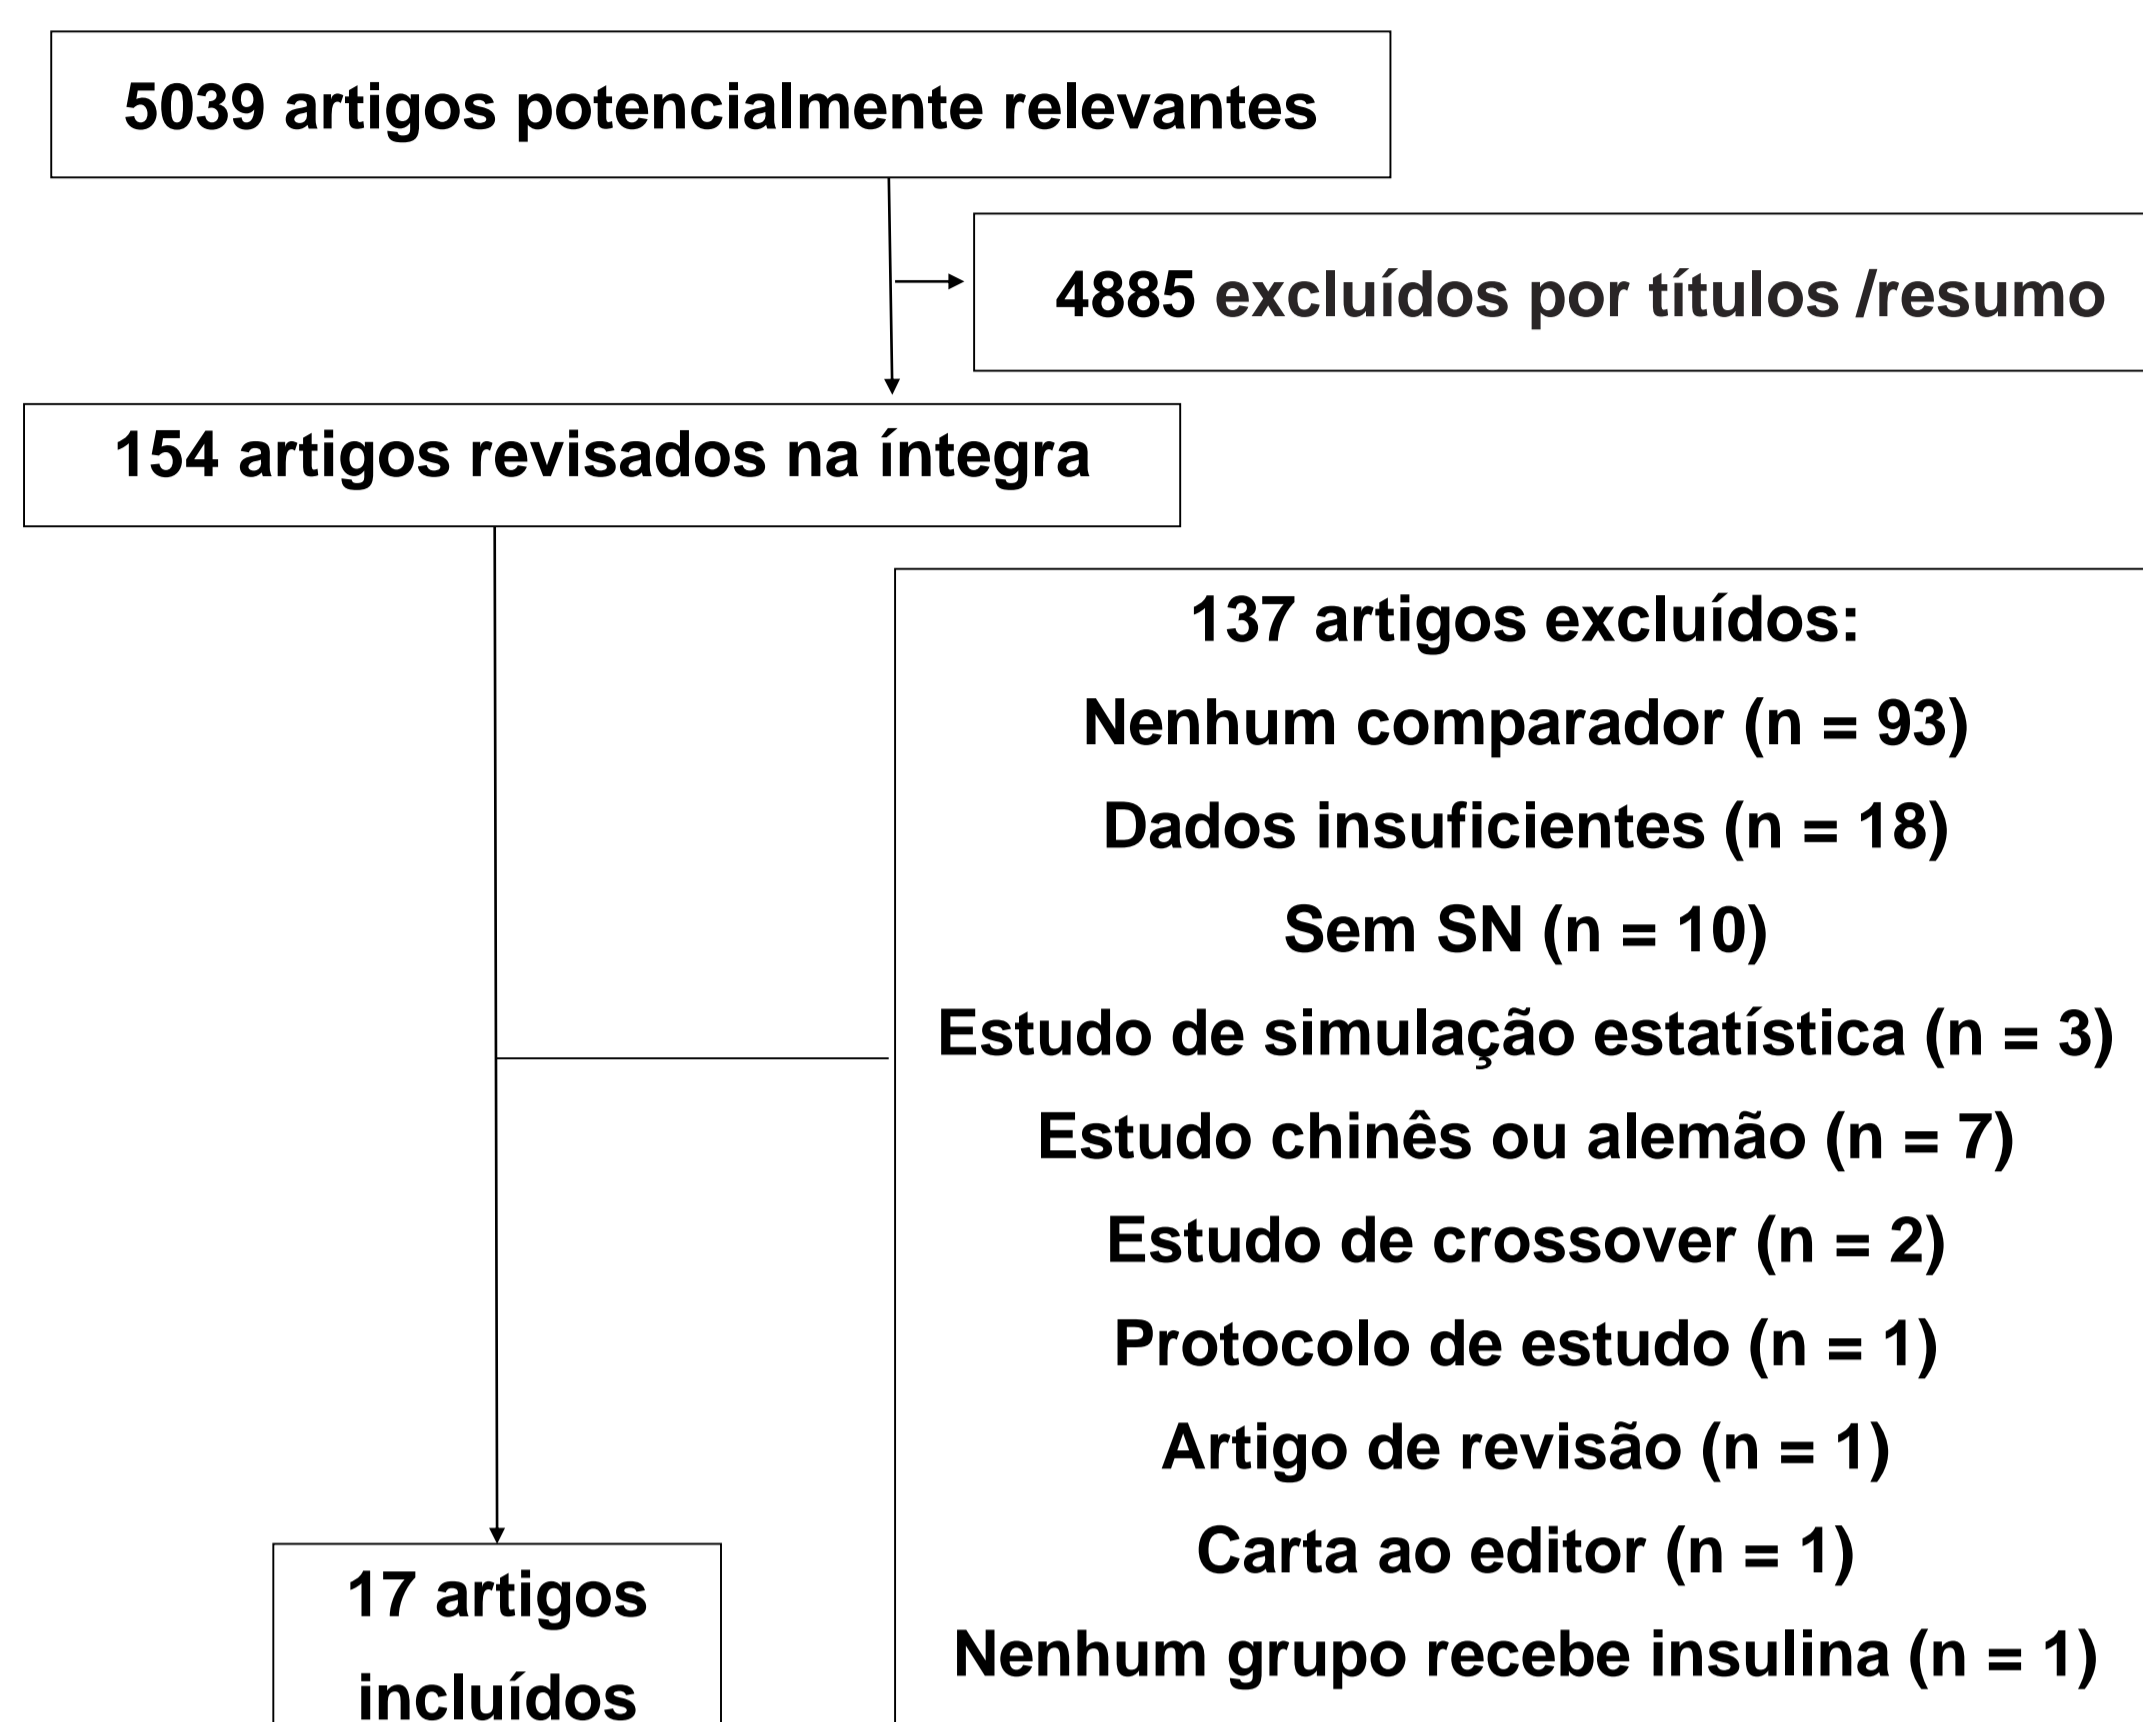 5039 artigos potencialmente relevantes
4885 excluídos por títulos /resumo
154 artigos revisados na íntegra
137 artigos excluídos:
Nenhum comparador (n = 93)
Dados insuficientes (n = 18)
Sem SN (n = 10)
Estudo de simulação estatística (n = 3)
Estudo chinês ou alemão (n = 7)
Estudo de crossover (n = 2)
Protocolo de estudo (n = 1)
Artigo de revisão (n = 1)
Carta ao editor (n = 1)
Nenhum grupo recebe insulina (n = 1)
17 artigos
incluídos